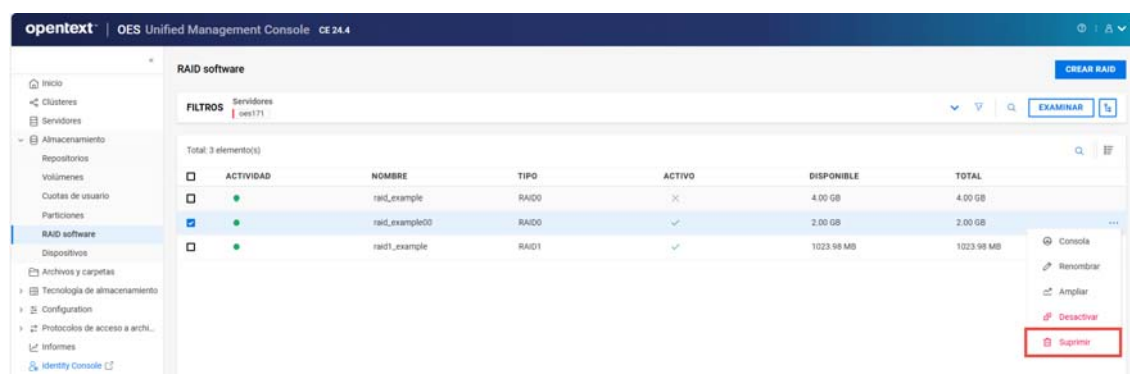 opentext™ | OES Unified Management Console CE 24.4
Inicio
Clústeres
Servidores
Almacenamiento
Repositorios
Volúmenes
Cuotas de usuario
Particiones
RAID software
Dispositivos
Archivos y carpetas
Tecnología de almacenamiento
Configuration
Protocolos de acceso a archi...
Informes
Identity Console
RAID software
CREAR RAID
FILTROS
Servidores
oes171
EXAMINAR
Total: 3 elemento(s)
ACTIVIDAD NOMBRE TIPO ACTIVO DISPONIBLE TOTAL
raid_example RAID0 4.00 GB 4.00 GB
raid_example00 RAID0 2.00 GB 2.00 GB ...
raid1_example RAID1 1023.98 MB 1023.98 MB
Consola
Renombrar
Ampliar
Desactivar
Suprimir